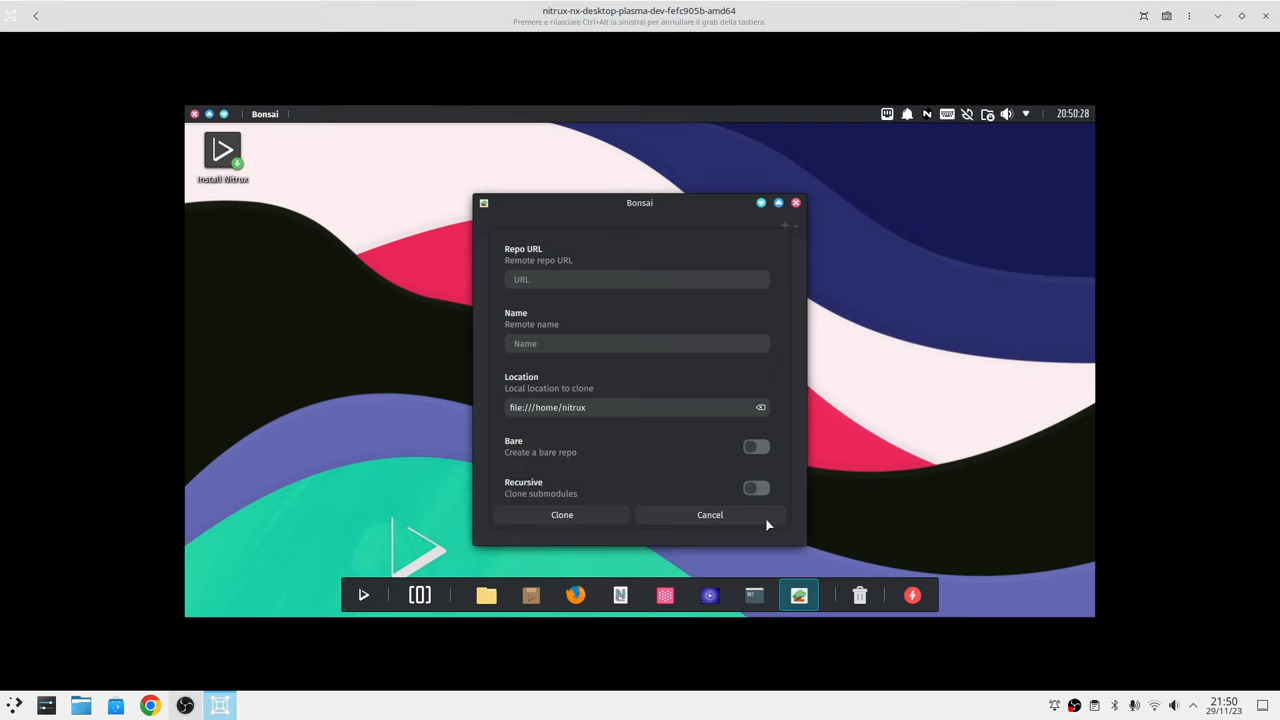 nitrux-nx-desktop-plasma-dev-fefc905b-amd64
Premere e rilasciare Ctrl+Alt (a sinistra) per annullare il grab della tastiera.
Bonsai
20:50:28
Install Nitrux
Bonsai
Repo URL
Remote repo URL
URL
Name
Remote name
Name
Location
Local location to clone
file:///home/nitrux
Bare
Create a bare repo
Recursive
Clone submodules
Clone
Cancel
21:50
29/11/23